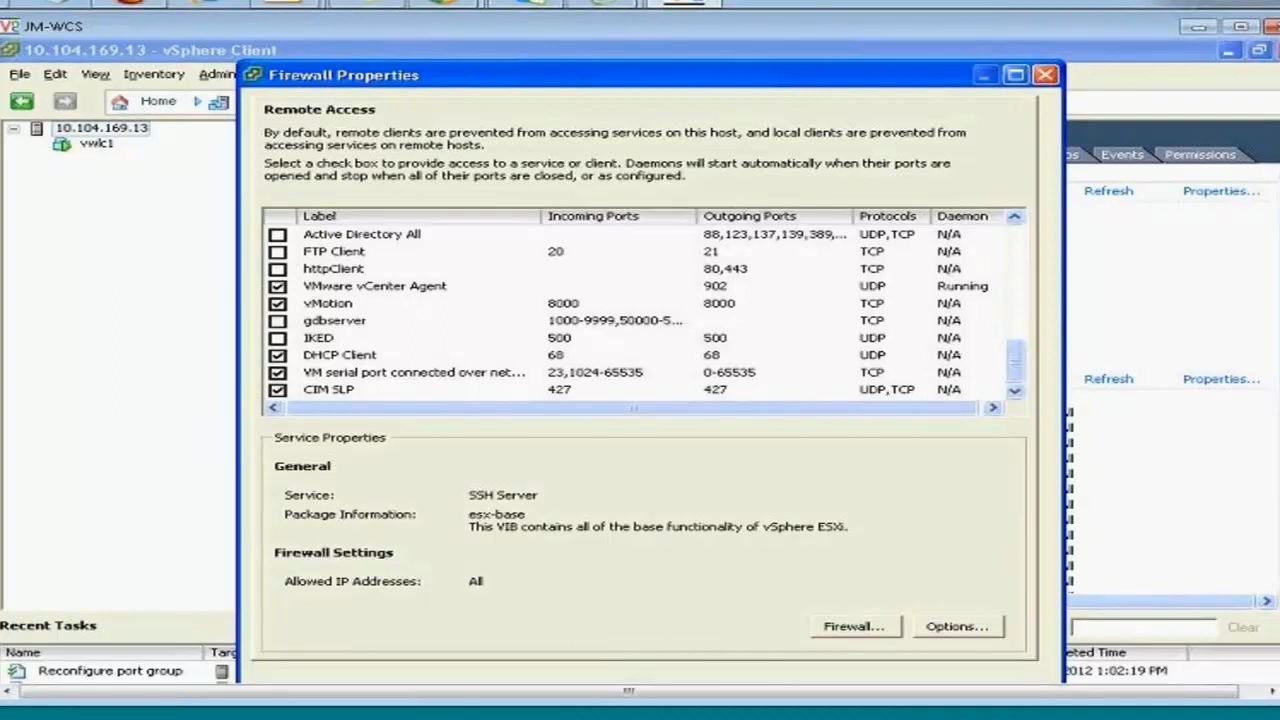 JM-WCS
10.104.169.13 - vSphere Client
File Edit View Inventory Admin
Firewall Properties
Home
10.104.169.13
vwlc1
Events Permissions
Refresh Properties...
Remote Access
By default, remote clients are prevented from accessing services on this host, and local clients are prevented from
accessing services on remote hosts.
Select a check box to provide access to a service or client. Daemons will start automatically when their ports are
opened and stop when all of their ports are closed, or as configured.
Label Incoming Ports Outgoing Ports Protocols Daemon
Active Directory All 88,123,137,139,389,... UDP,TCP N/A
FTP Client 20 21 TCP N/A
httpClient 80,443 TCP N/A
VMware vCenter Agent 902 UDP Running
vMotion 8000 8000 TCP N/A
gdbserver 1000-9999,50000-5... TCP N/A
IKED 500 500 UDP N/A
DHCP Client 68 68 UDP N/A
VM serial port connected over net... 23,1024-65535 0-65535 TCP N/A
CIM SLP 427 427 UDP,TCP N/A
Refresh Properties...
Service Properties
General
Service: SSH Server
Package Information: esx-base
This VIB contains all of the base functionality of vSphere ESXi.
Firewall Settings
Allowed IP Addresses: All
Firewall... Options...
Recent Tasks
Clear
Name Targ eted Time
Reconfigure port group 2012 1:02:19 PM